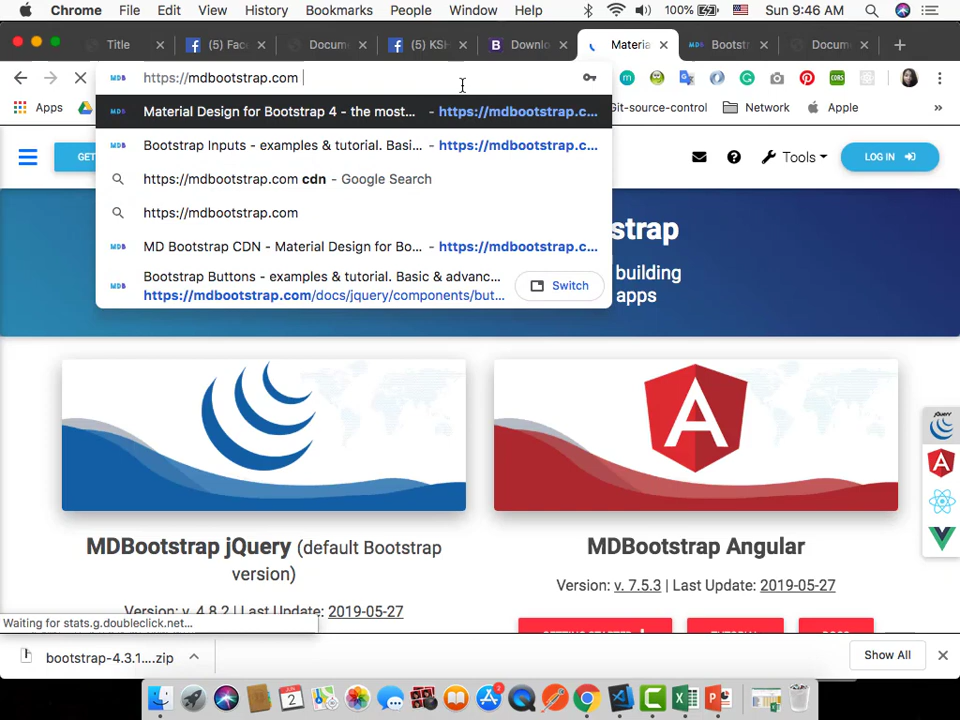 Chrome File Edit View History Bookmarks People Window Help 100% Sun 9:46 AM
Title (5) Fac Docum (5) KSH Downlo Materia Bootstr Docum
https://mdbootstrap.com
Apps Git-source-control Network Apple »
Material Design for Bootstrap 4 - the most... - https://mdbootstrap.c...
Bootstrap Inputs - examples & tutorial. Basi... - https://mdbootstrap.c...
https://mdbootstrap.com cdn - Google Search
https://mdbootstrap.com
MD Bootstrap CDN - Material Design for Bo... - https://mdbootstrap.c...
Bootstrap Buttons - examples & tutorial. Basic & advanc...
https://mdbootstrap.com/docs/jquery/components/but...
Switch
GET
Tools
LOG IN
strap
building
apps
jQuery
MDBootstrap jQuery (default Bootstrap
version)
Version: v. 4.8.2 | Last Update: 2019-05-27
MDBootstrap Angular
Version: v. 7.5.3 | Last Update: 2019-05-27
Waiting for stats.g.doubleclick.net...
bootstrap-4.3.1....zip
Show All